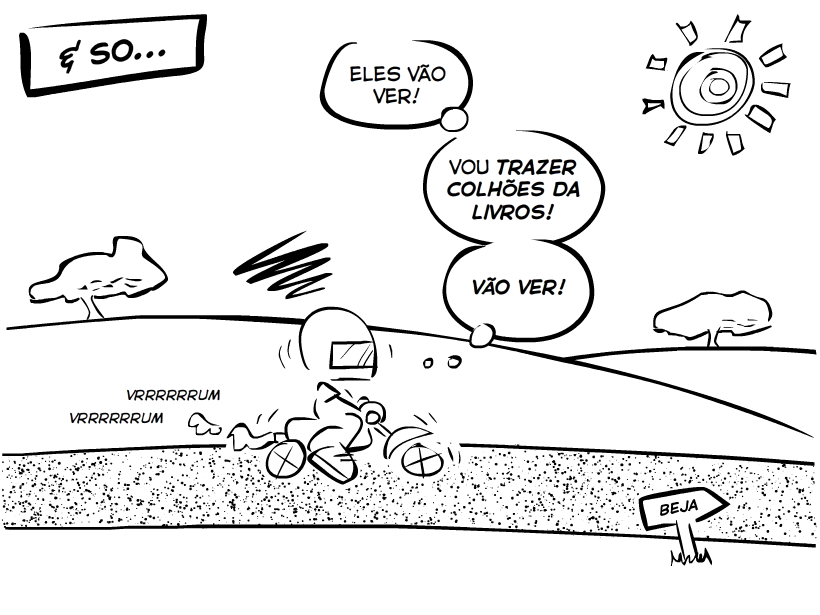 & SO...
ELES VÃO
VER!
VOU TRAZER
COLHÕES DA
LIVROS!
VÃO VER!
VRRRRRRUM
VRRRRRRUM
BEJA